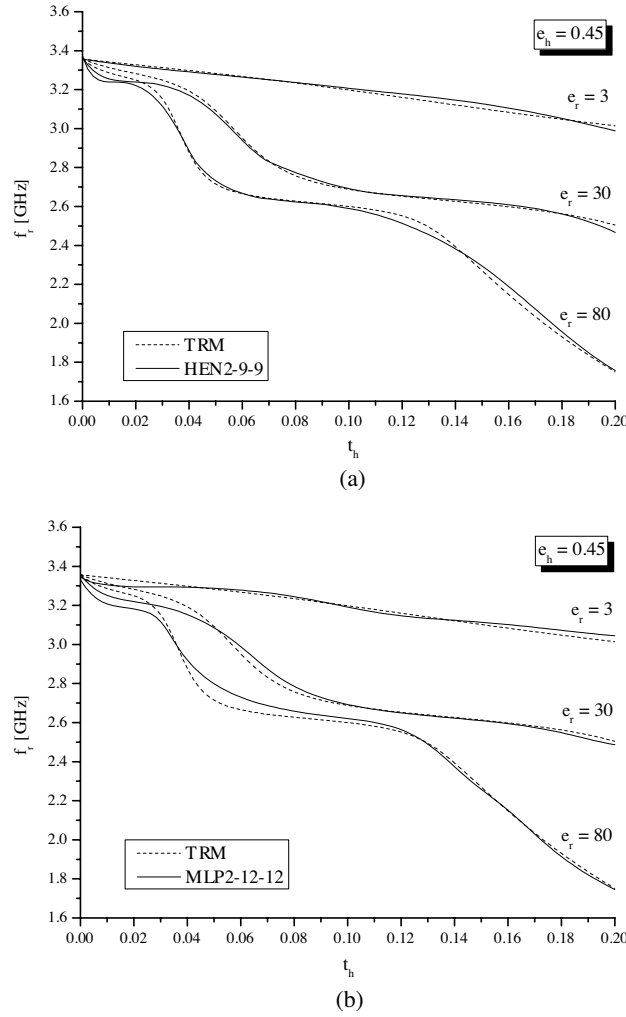 e_h = 0.45
3.6
3.4
3.2
3.0
2.8
2.6
2.4
2.2
2.0
1.8
1.6
f_r [GHz]
e_r = 3
e_r = 30
e_r = 80
TRM
HEN2-9-9
0.00 0.02 0.04 0.06 0.08 0.10 0.12 0.14 0.16 0.18 0.20
t_h
(a)
e_h = 0.45
3.6
3.4
3.2
3.0
2.8
2.6
2.4
2.2
2.0
1.8
1.6
f_r [GHz]
e_r = 3
e_r = 30
e_r = 80
TRM
MLP2-12-12
0.00 0.02 0.04 0.06 0.08 0.10 0.12 0.14 0.16 0.18 0.20
t_h
(b)